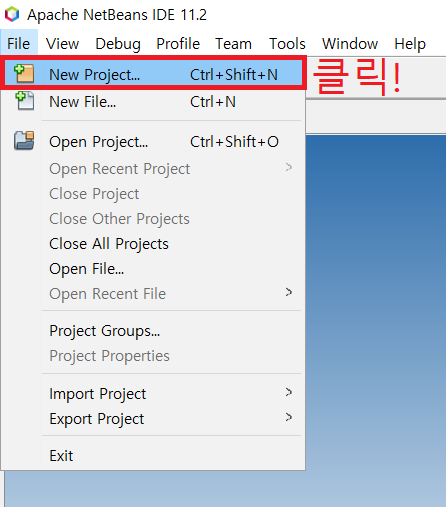 Apache NetBeans IDE 11.2
File View Debug Profile Team Tools Window Help
New Project... Ctrl+Shift+N 클릭!
New File... Ctrl+N
Open Project... Ctrl+Shift+O
Open Recent Project >
Close Project
Close Other Projects
Close All Projects
Open File...
Open Recent File >
Project Groups...
Project Properties
Import Project >
Export Project >
Exit